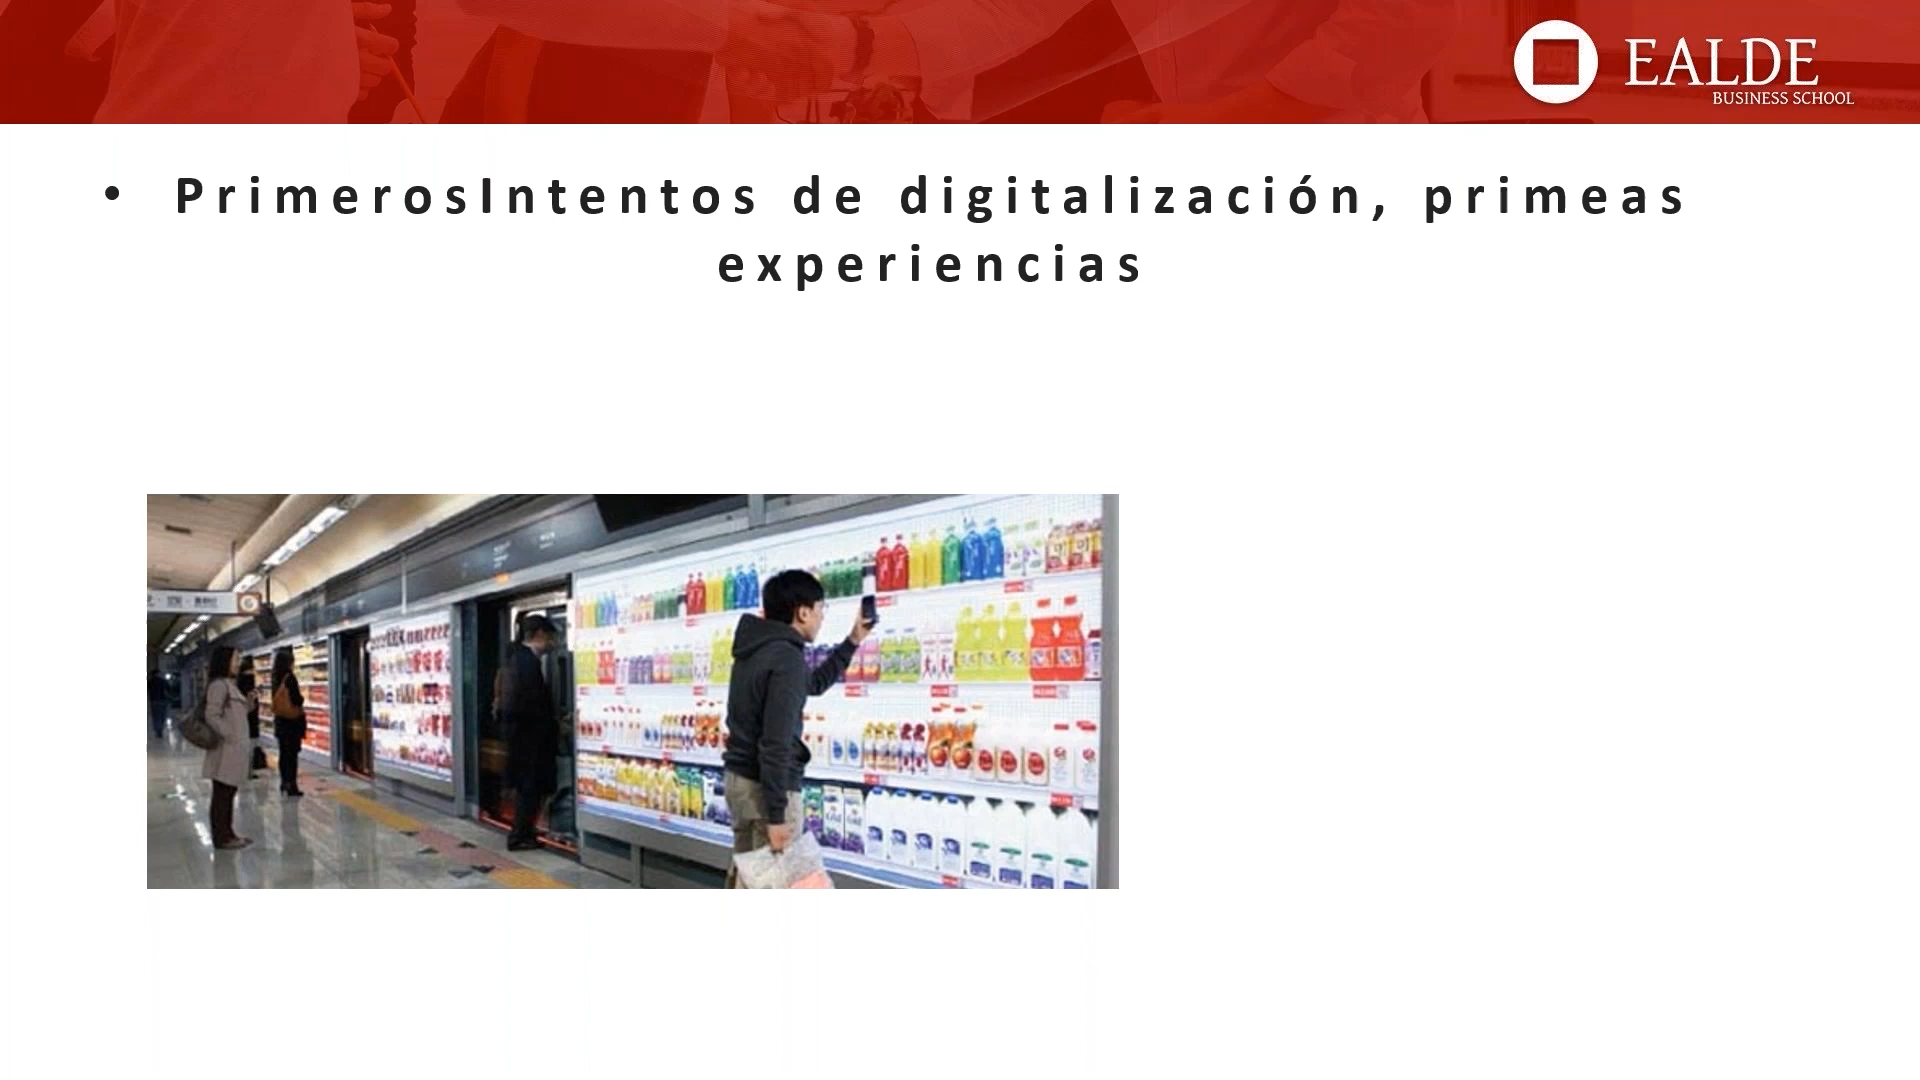 EALDE
BUSINESS SCHOOL
• PrimerosIntentos de digitalización, primeas
experiencias